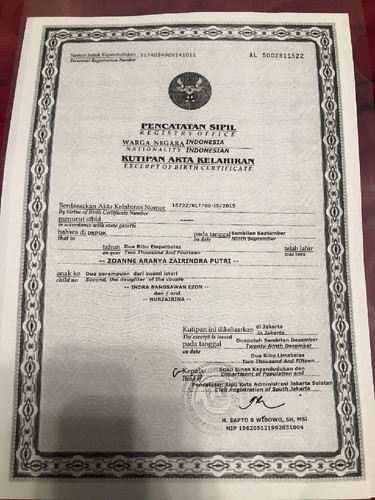 Nomor Induk Kependudukan 3174054909141011 AL 5002811522
Personal Registration Number
PENCATATAN SIPIL
REGISTRY OFFICE
WARGA NEGARA INDONESIA
NATIONALITY INDONESIAN
KUTIPAN AKTA KELAHIRAN
EXCERPT OF BIRTH CERTIFICATE
Berdasarkan Akta Kelahiran Nomor 15722/KLT/00-JS/2015
By virtue of Birth Certificate Number
menurut stbld -----
in accordance with state gazette
bahwa di DEPOK pada tanggal Sembilan September
that in on date Ninth September
tahun Dua Ribu Empatbelas telah lahir
on year Two Thousand And Fourteen was born
-- ZOANNE ARARYA ZAIRINDRA PUTRI --
anak ke Dua perempuan dari suami isteri
child no Second, the daughter of the couple
-- INDRA BANGSAWAN EZON --
dan / and
-- NURZAIRINA --
Kutipan ini dikeluarkan di Jakarta
The excerpt is issued in Jakarta
pada tanggal Duapuluh Sembilan Desember
on date Twenty-Ninth December
Dua Ribu Limabelas
Two Thousand And Fifteen
Kepala Suku Dinas Kependudukan dan
Head of Department of Population and
Pencatatan Sipil Kota Administrasi Jakarta Selatan
Civil Registration of South Jakarta
H. SAPTO B WIBOWO, SH, MSi
NIP 196205121992031004